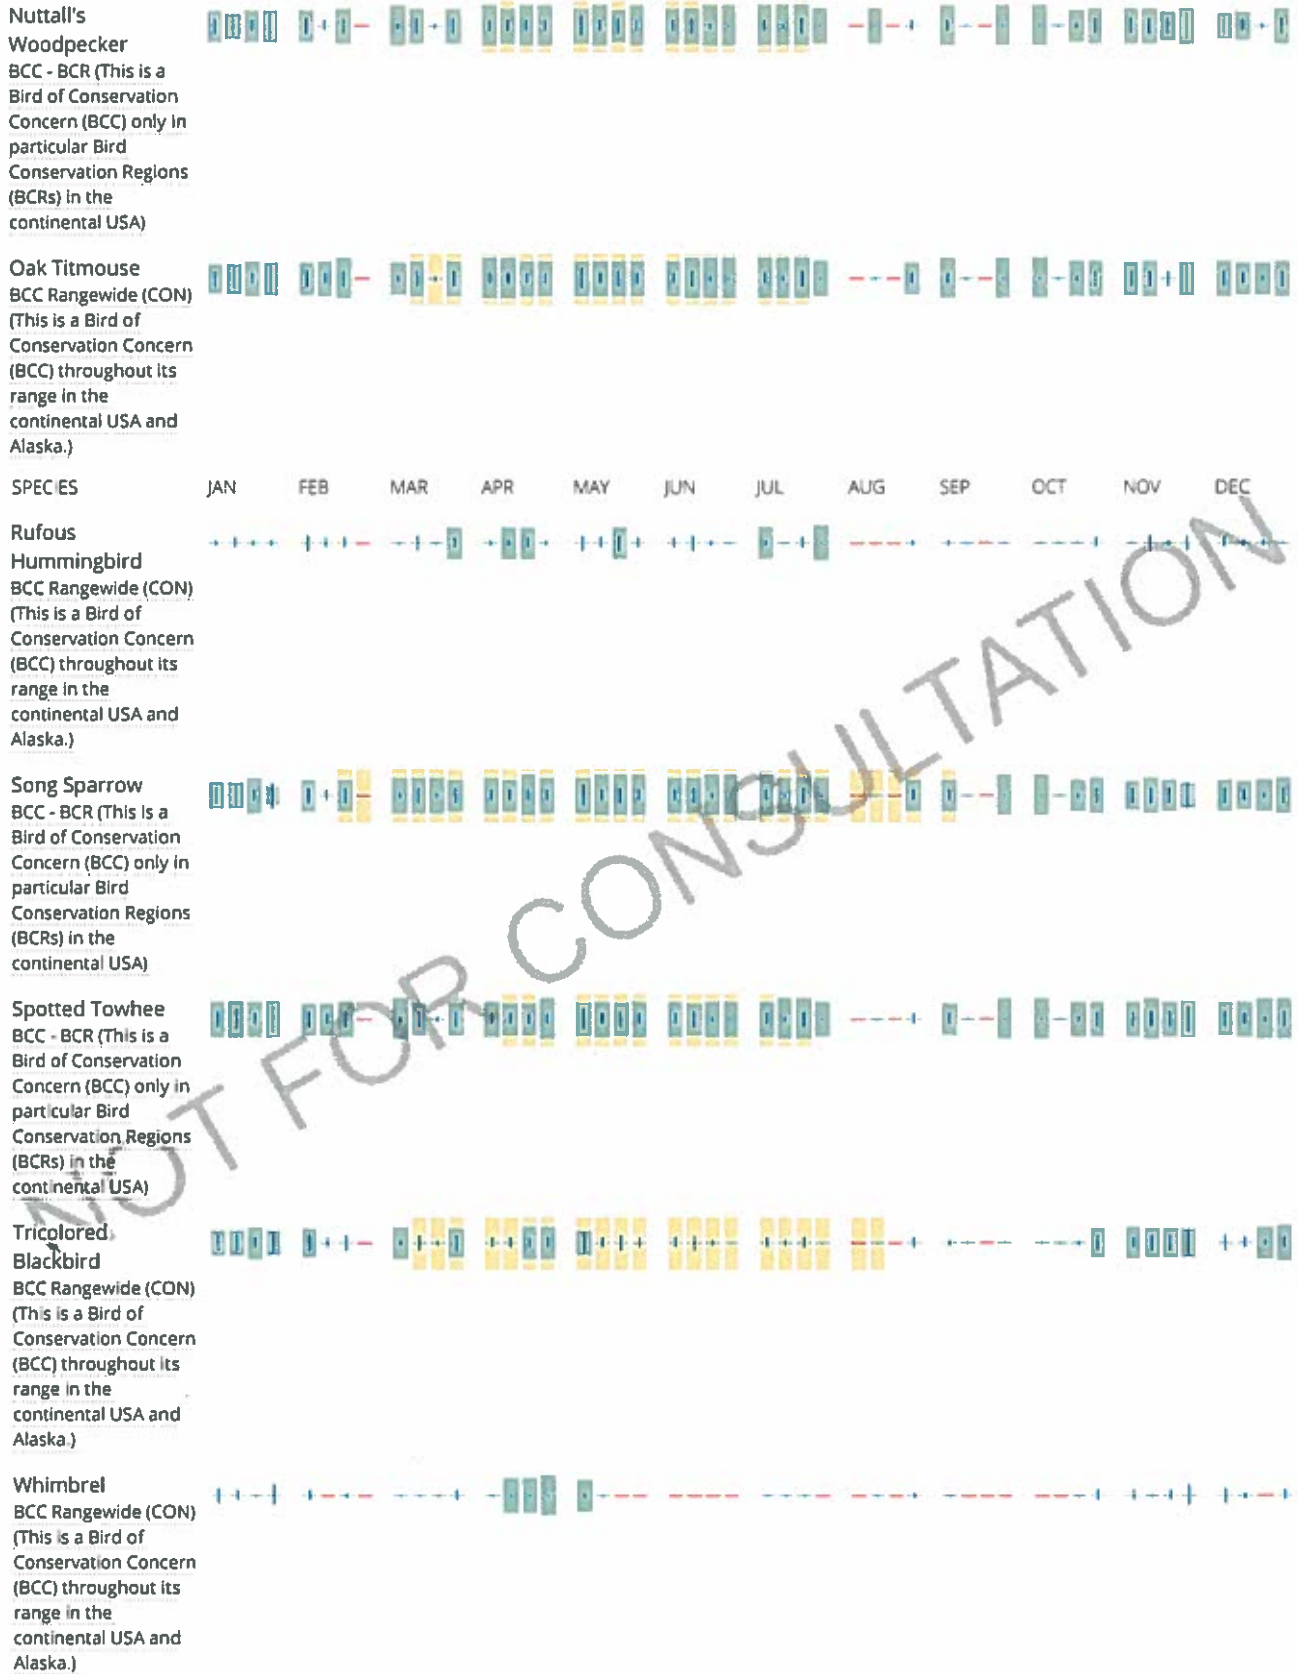 Nuttall's
Woodpecker
BCC - BCR (This is a
Bird of Conservation
Concern (BCC) only in
particular Bird
Conservation Regions
(BCRs) in the
continental USA)
Oak Titmouse
BCC Rangewide (CON)
(This is a Bird of
Conservation Concern
(BCC) throughout its
range in the
continental USA and
Alaska.)
SPECIES JAN FEB MAR APR MAY JUN JUL AUG SEP OCT NOV DEC
Rufous
Hummingbird
BCC Rangewide (CON)
(This is a Bird of
Conservation Concern
(BCC) throughout its
range in the
continental USA and
Alaska.)
Song Sparrow
BCC - BCR (This is a
Bird of Conservation
Concern (BCC) only in
particular Bird
Conservation Regions
(BCRs) in the
continental USA)
Spotted Towhee
BCC - BCR (This is a
Bird of Conservation
Concern (BCC) only in
particular Bird
Conservation Regions
(BCRs) in the
continental USA)
Tricolored
Blackbird
BCC Rangewide (CON)
(This is a Bird of
Conservation Concern
(BCC) throughout its
range in the
continental USA and
Alaska.)
Whimbrel
BCC Rangewide (CON)
(This is a Bird of
Conservation Concern
(BCC) throughout its
range in the
continental USA and
Alaska.)
NOT FOR CONSULTATION